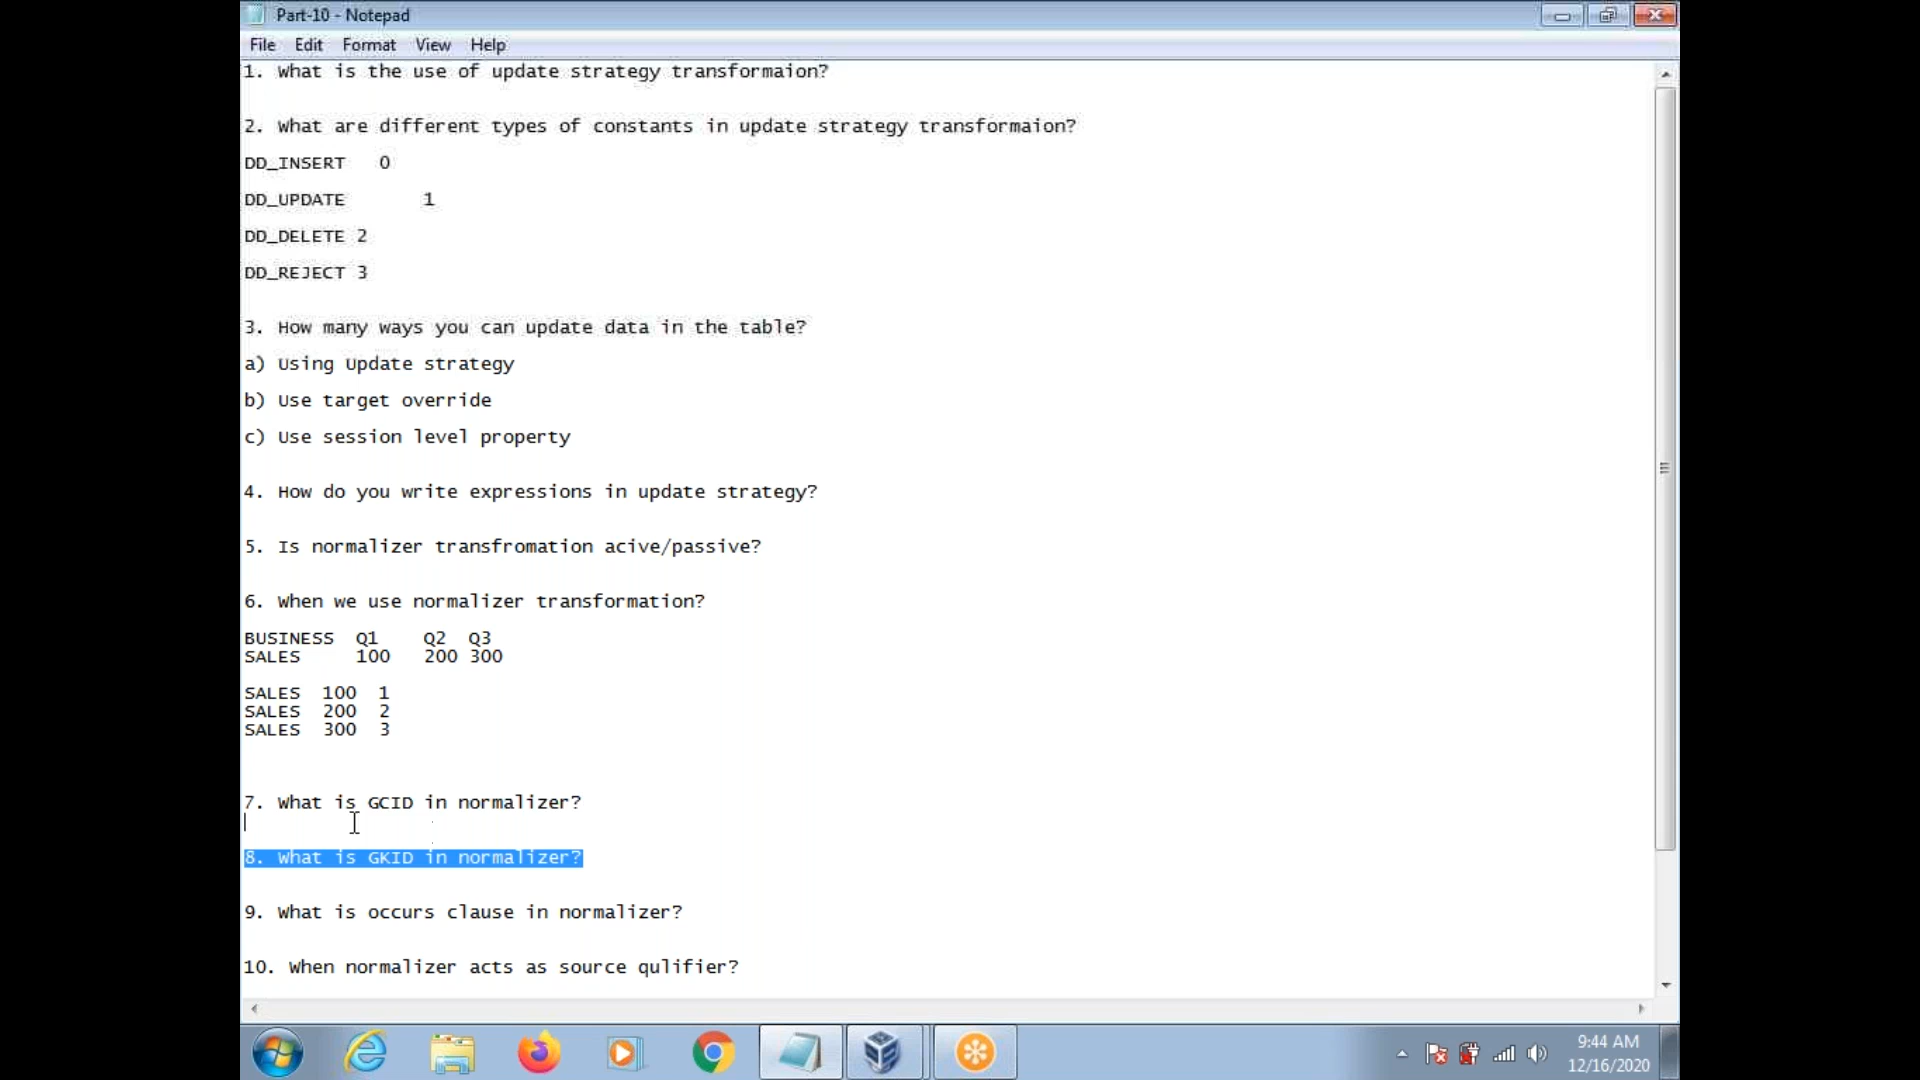 Part-10 - Notepad
File Edit Format View Help
1. What is the use of update strategy transformaion?
2. What are different types of constants in update strategy transformaion?
DD_INSERT 0
DD_UPDATE 1
DD_DELETE 2
DD_REJECT 3
3. How many ways you can update data in the table?
a) Using Update strategy
b) Use target override
c) Use session level property
4. How do you write expressions in update strategy?
5. Is normalizer transfromation acive/passive?
6. When we use normalizer transformation?
BUSINESS Q1 Q2 Q3
SALES 100 200 300
SALES 100 1
SALES 200 2
SALES 300 3
7. What is GCID in normalizer?
8. What is GKID in normalizer?
9. What is occurs clause in normalizer?
10. When normalizer acts as source qulifier?
9:44 AM
12/16/2020